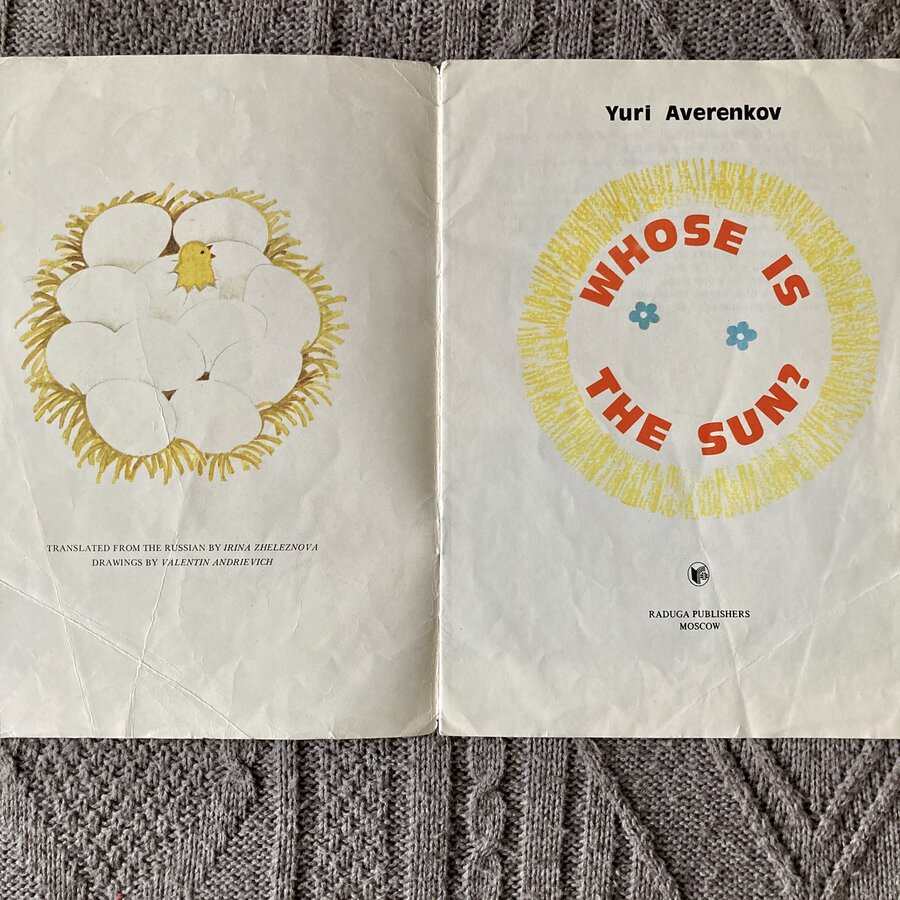 TRANSLATED FROM THE RUSSIAN BY IRINA ZHELEZNOVA
DRAWINGS BY VALENTIN ANDRIEVICH
Yuri Averenkov
WHOSE IS
THE SUN?
RADUGA PUBLISHERS
MOSCOW